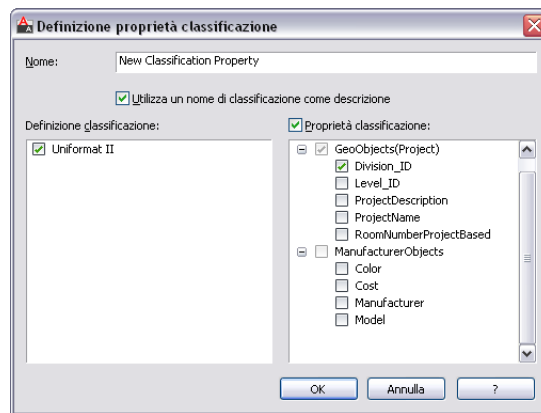 Definizione proprietà classificazione
Nome: New Classification Property
Utilizza un nome di classificazione come descrizione
Definizione classificazione:
Uniformat II
Proprietà classificazione:
GeoObjects(Project)
Division_ID
Level_ID
ProjectDescription
ProjectName
RoomNumberProjectBased
ManufacturerObjects
Color
Cost
Manufacturer
Model
OK Annulla ?